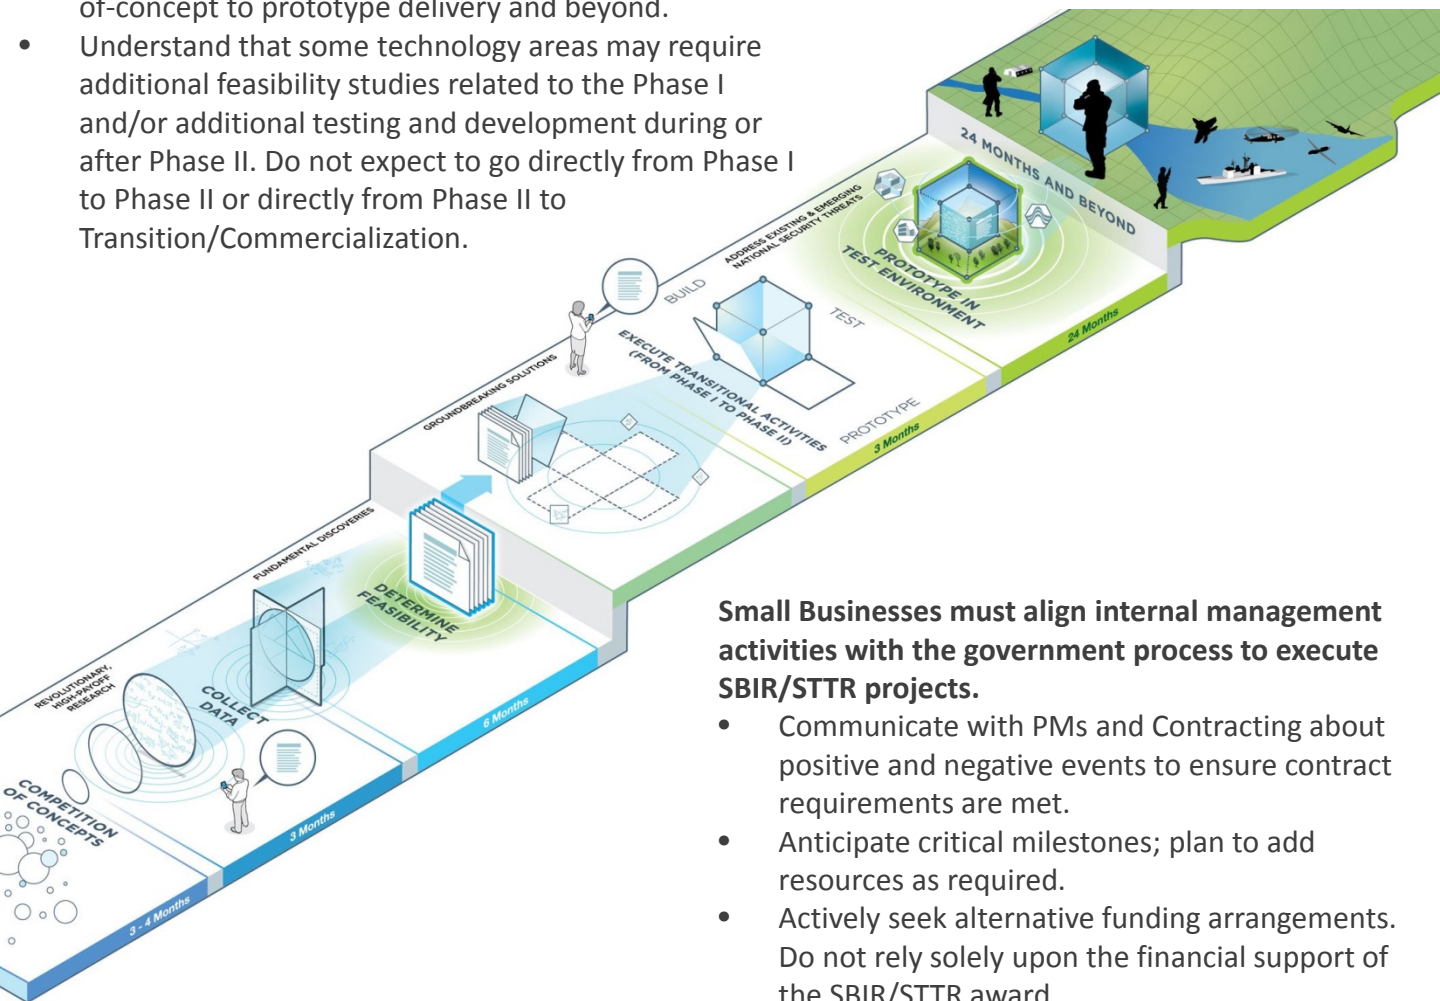 of-concept to prototype delivery and beyond.
• Understand that some technology areas may require
additional feasibility studies related to the Phase I
and/or additional testing and development during or
after Phase II. Do not expect to go directly from Phase I
to Phase II or directly from Phase II to
Transition/Commercialization.
24 MONTHS AND BEYOND
ADDRESS EXISTING & EMERGING
NATIONAL SECURITY THREATS
PROTOTYPE IN
TEST ENVIRONMENT
24 Months
BUILD
TEST
EXECUTE TRANSITIONAL ACTIVITIES
(FROM PHASE I TO PHASE II)
PROTOTYPE
3 Months
GROUNDBREAKING SOLUTIONS
FUNDAMENTAL DISCOVERIES
DETERMINE
FEASIBILITY
6 Months
REVOLUTIONARY,
HIGH-PAYOFF
RESEARCH
COLLECT
DATA
3 Months
COMPETITION
OF CONCEPTS
3 - 4 Months
Small Businesses must align internal management
activities with the government process to execute
SBIR/STTR projects.
• Communicate with PMs and Contracting about
positive and negative events to ensure contract
requirements are met.
• Anticipate critical milestones; plan to add
resources as required.
• Actively seek alternative funding arrangements.
Do not rely solely upon the financial support of
the SBIR/STTR award